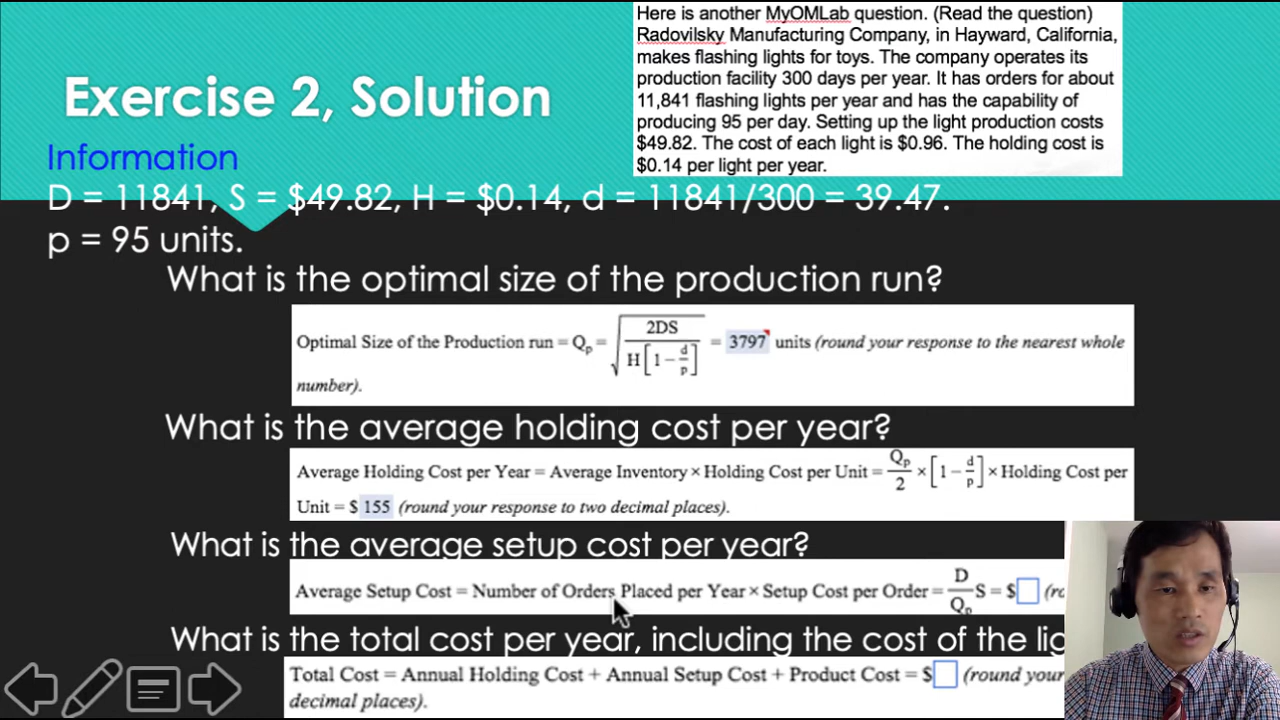 Here is another MyOMLab question. (Read the question)
Radovilsky Manufacturing Company, in Hayward, California,
makes flashing lights for toys. The company operates its
production facility 300 days per year. It has orders for about
11,841 flashing lights per year and has the capability of
producing 95 per day. Setting up the light production costs
$49.82. The cost of each light is $0.96. The holding cost is
$0.14 per light per year.
Exercise 2, Solution
Information
D = 11841, S = $49.82, H = $0.14, d = 11841/300 = 39.47.
p = 95 units.
What is the optimal size of the production run?
Optimal Size of the Production run = Qp = √(2DS / H[1 − d/p]) = 3797 units (round your response to the nearest whole
number).
What is the average holding cost per year?
Average Holding Cost per Year = Average Inventory × Holding Cost per Unit = Qp/2 × [1 − d/p] × Holding Cost per
Unit = $ 155 (round your response to two decimal places).
What is the average setup cost per year?
Average Setup Cost = Number of Orders Placed per Year × Setup Cost per Order = D/Qp S = $ (ro
What is the total cost per year, including the cost of the lig
Total Cost = Annual Holding Cost + Annual Setup Cost + Product Cost = $ (round your
decimal places).